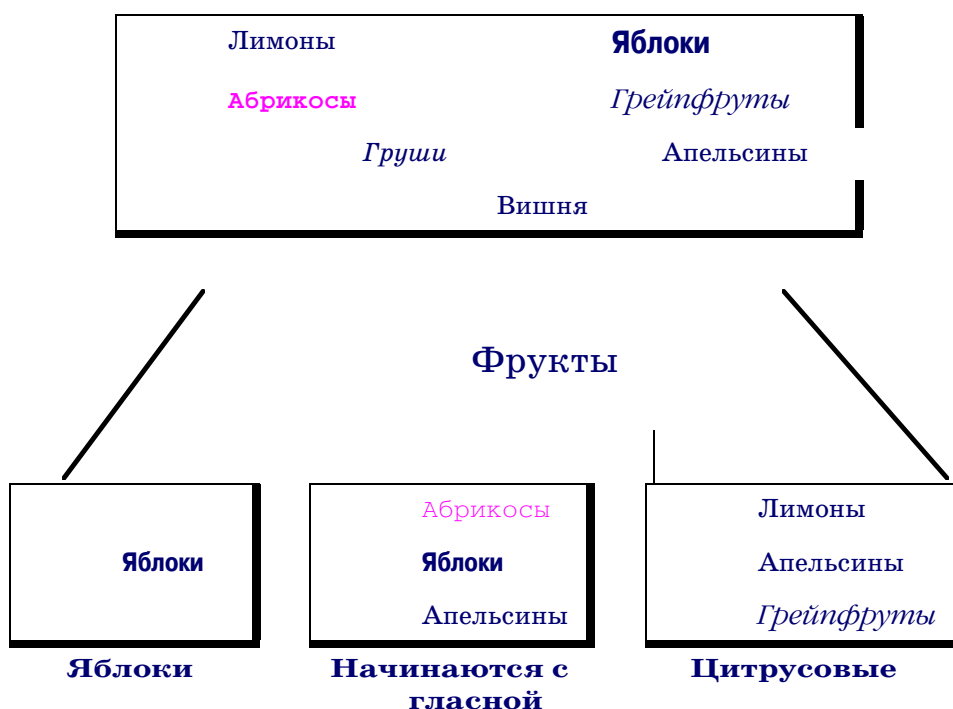 Лимоны Яблоки
Абрикосы Грейпфруты
Груши Апельсины
Вишня
Фрукты
Яблоки
Яблоки
Абрикосы
Яблоки
Апельсины
Начинаются с
гласной
Лимоны
Апельсины
Грейпфруты
Цитрусовые